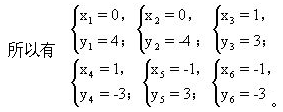 所以有 { x₁ = 0, y₁ = 4; { x₂ = 0, y₂ = -4; { x₃ = 1, y₃ = 3;
{ x₄ = 1, y₄ = -3; { x₅ = -1, y₅ = 3; { x₆ = -1, y₆ = -3 。